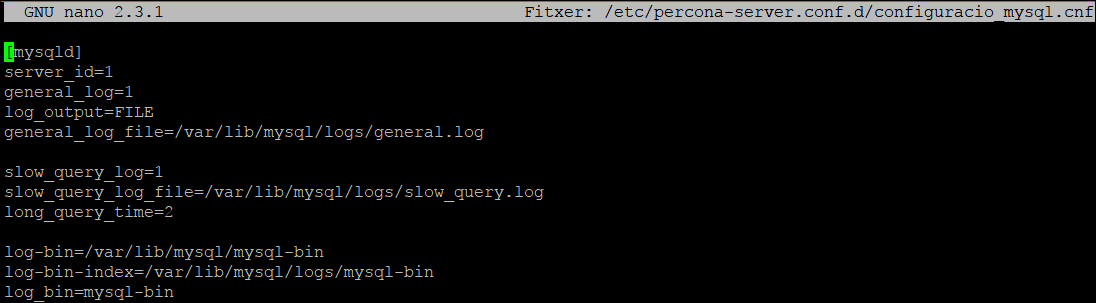 GNU nano 2.3.1 Fitxer: /etc/percona-server.conf.d/configuracio_mysql.cnf
[mysqld]
server_id=1
general_log=1
log_output=FILE
general_log_file=/var/lib/mysql/logs/general.log
slow_query_log=1
slow_query_log_file=/var/lib/mysql/logs/slow_query.log
long_query_time=2
log-bin=/var/lib/mysql/mysql-bin
log-bin-index=/var/lib/mysql/logs/mysql-bin
log_bin=mysql-bin